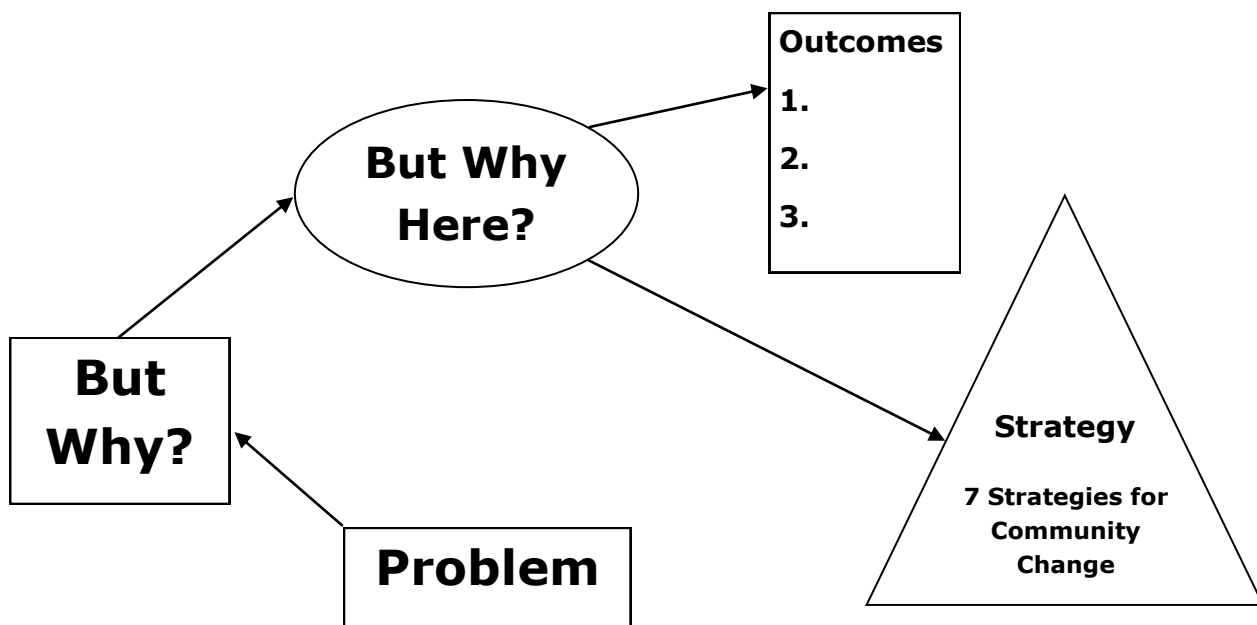 Outcomes
1.
2.
3.
But Why
Here?
But
Why?
Problem
Strategy
7 Strategies for
Community
Change